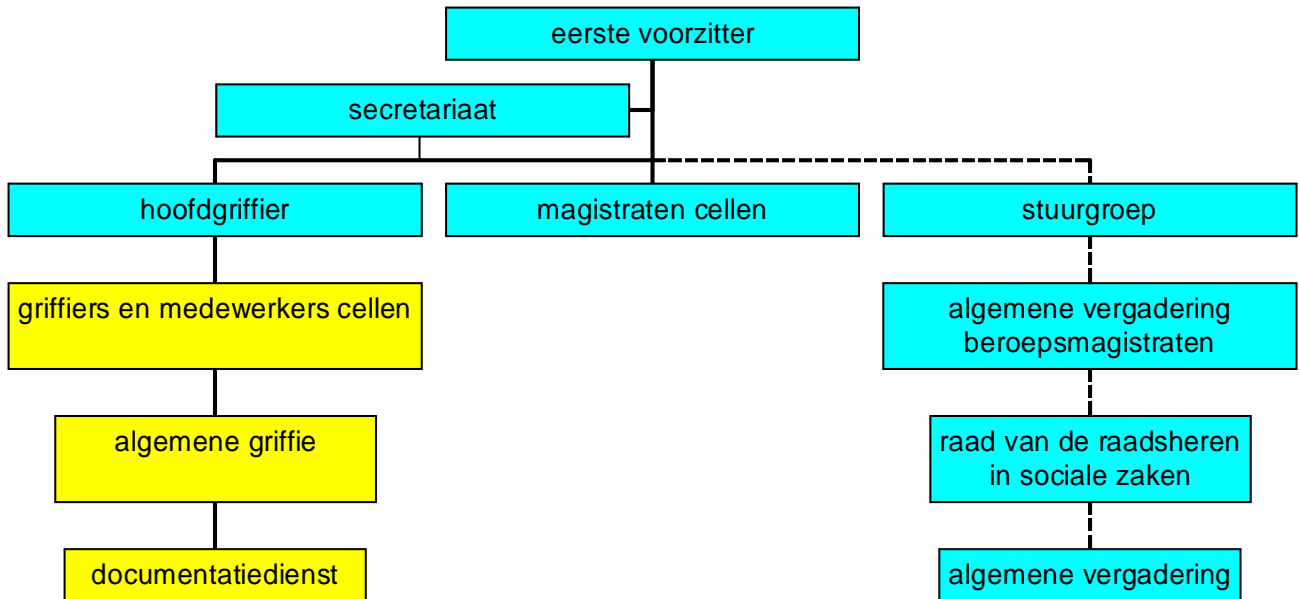 eerste voorzitter
secretariaat
hoofdgriffier
magistraten cellen
stuurgroep
griffiers en medewerkers cellen
algemene vergadering
beroepsmagistraten
algemene griffie
raad van de raadsheren
in sociale zaken
documentatiedienst
algemene vergadering